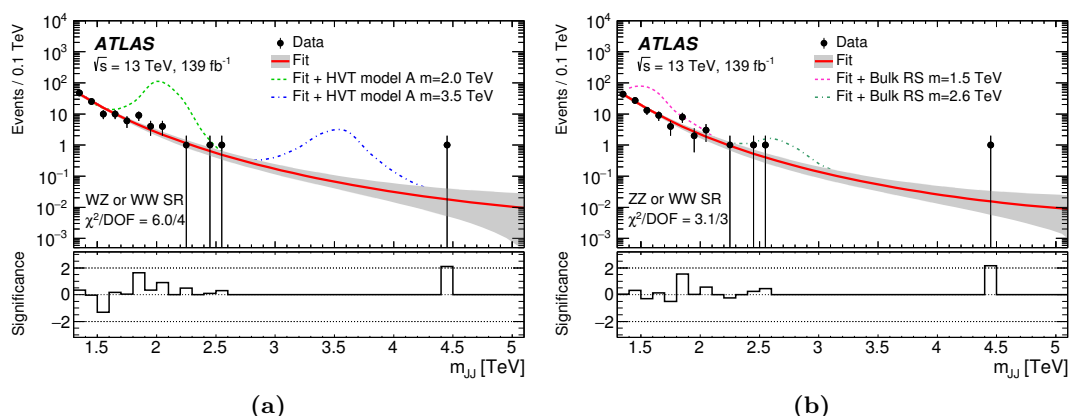 Events / 0.1 TeV
10⁴
10³
10²
10
1
10⁻¹
10⁻²
10⁻³
ATLAS
√s = 13 TeV, 139 fb⁻¹
Data
Fit
Fit + HVT model A m=2.0 TeV
Fit + HVT model A m=3.5 TeV
WZ or WW SR
χ²/DOF = 6.0/4
Significance
2
0
−2
1.5 2 2.5 3 3.5 4 4.5 5
m_JJ [TeV]
(a)
Events / 0.1 TeV
10⁴
10³
10²
10
1
10⁻¹
10⁻²
10⁻³
ATLAS
√s = 13 TeV, 139 fb⁻¹
Data
Fit
Fit + Bulk RS m=1.5 TeV
Fit + Bulk RS m=2.6 TeV
ZZ or WW SR
χ²/DOF = 3.1/3
Significance
2
0
−2
1.5 2 2.5 3 3.5 4 4.5 5
m_JJ [TeV]
(b)